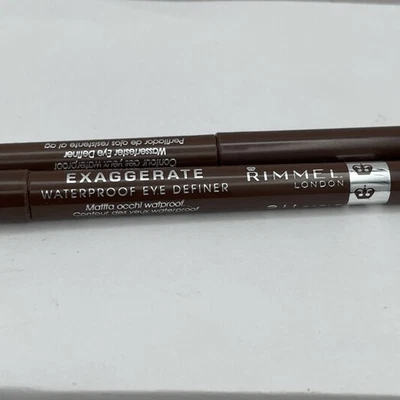 Wasserfester Eye Definer
Contour des yeux waterproof
Perfilador de ojos resistente al ag
EXAGGERATE
WATERPROOF EYE DEFINER
Matita occhi watproof
Contour des yeux waterproof
RIMMEL
LONDON